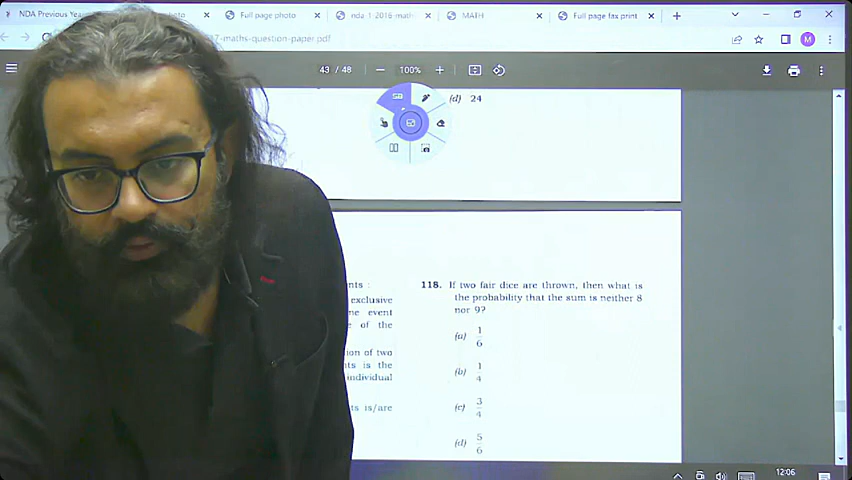 NDA Previous Yea
oto
Full page photo
nda-1-2016-math
MATH
Full page fax print
7-maths-question-paper.pdf
M
43 / 48
100%
(d) 24
nts :
exclusive
ne event
e of the
ion of two
nts is the
individual
ts is/are
118. If two fair dice are thrown, then what is
the probability that the sum is neither 8
nor 9?
(a) 1/6
(b) 1/4
(c) 3/4
(d) 5/6
12:06